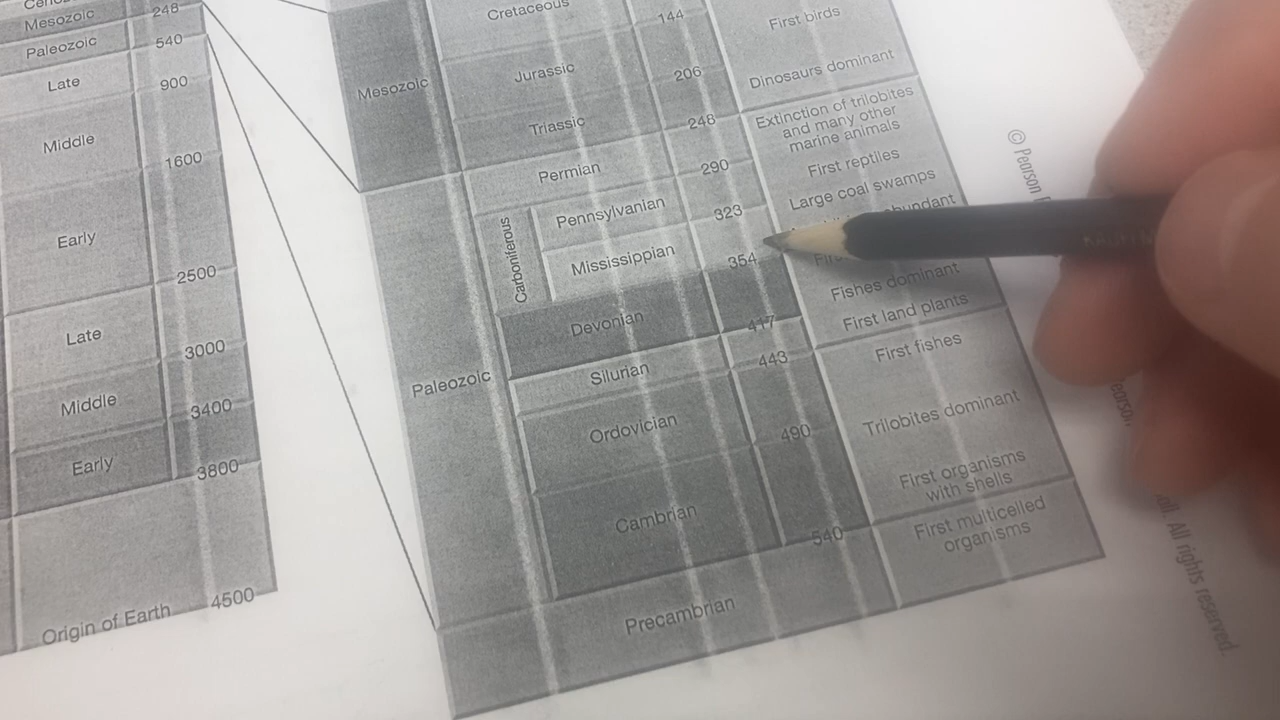 Mesozoic 248
Paleozoic 540
Late
900
Middle
1600
Early
2500
Late
3000
Middle
3400
Early
3800
Origin of Earth 4500
Mesozoic
Cretaceous
144
Jurassic
206
Triassic
248
Permian
290
Carboniferous
Pennsylvanian
323
Mississippian
354
Devonian
417
Paleozoic
Silurian
443
Ordovician
490
Cambrian
540
Precambrian
First birds
Dinosaurs dominant
Extinction of trilobites
and many other
marine animals
First reptiles
Large coal swamps
abundant
Fishes dominant
First land plants
First fishes
Trilobites dominant
First organisms
with shells
First multicelled
organisms
© Pearson
All rights reserved.